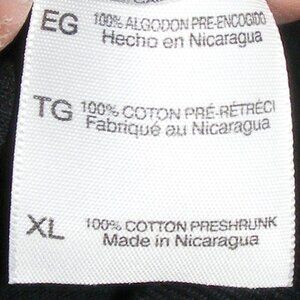 EG 100% ALGODON PRE-ENCOGIDO
Hecho en Nicaragua
TG 100% COTON PRÉ-RÉTRÉCI
Fabriqué au Nicaragua
XL 100% COTTON PRESHRUNK
Made in Nicaragua